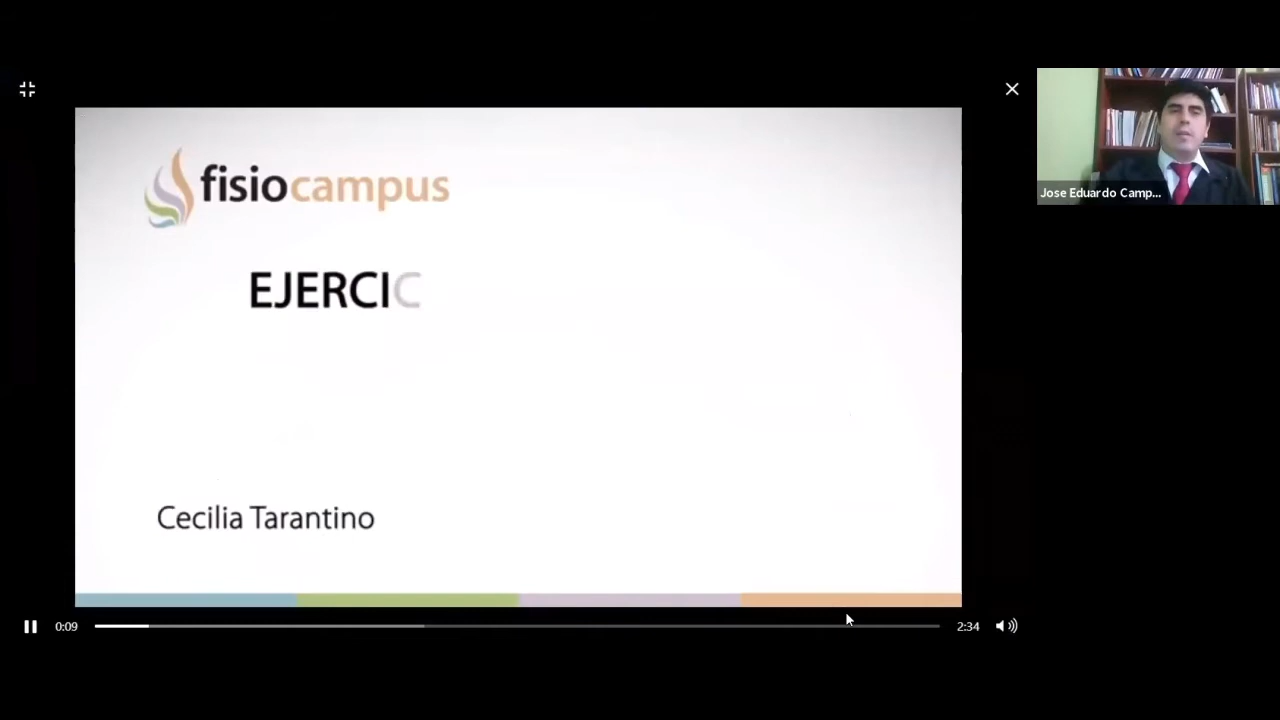 fisiocampus
EJERCIC
Cecilia Tarantino
0:09
2:34
Jose Eduardo Camp...